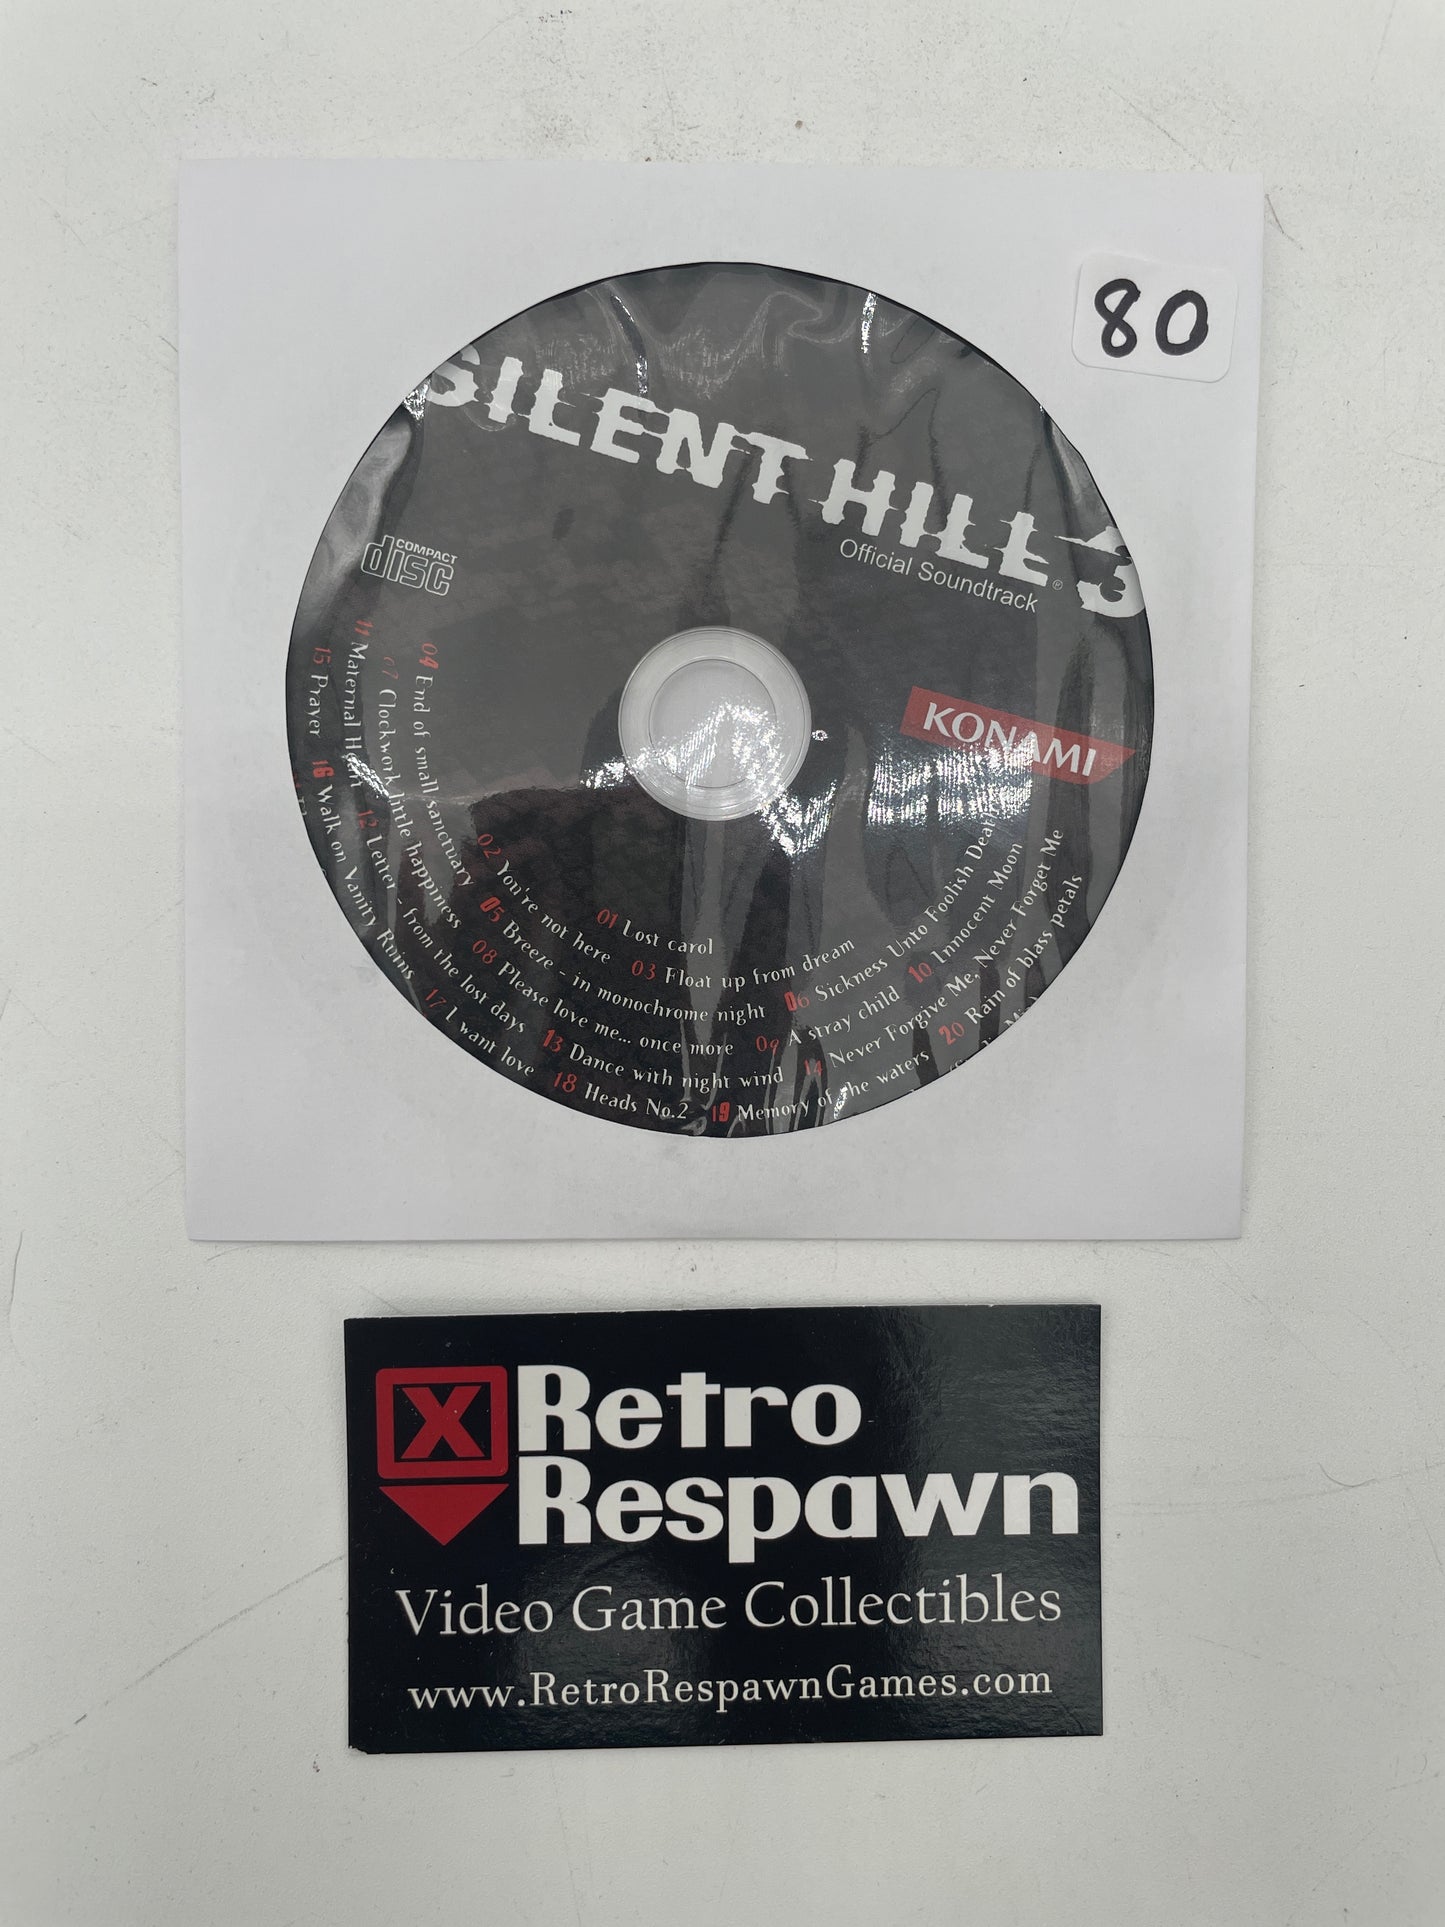 80
SILENT HILL 3
Official Soundtrack
COMPACT
disc
KONAMI
01 Lost carol
02 You're not here
03 Float up from dream
04 End of small sanctuary
05 Breeze - in monochrome night
06 Sickness Unto Foolish Death
07 Clockwork little happiness
08 Please love me... once more
09 A stray child
10 Innocent Moon
11 Maternal Heart
12 Letter - from the lost days
13 Dance with night wind
14 Never Forgive Me, Never Forget Me
15 Prayer
16 Walk on Vanity Ruins
17 I want love
18 Heads No.2
19 Memory of the waters
20 Rain of blass petals
X
Retro
Respawn
Video Game Collectibles
www.RetroRespawnGames.com